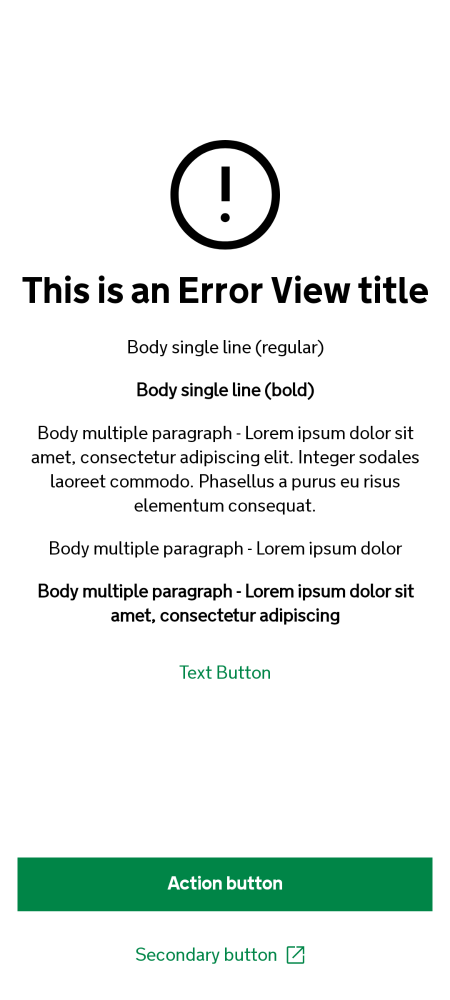 This is an Error View title
Body single line (regular)
Body single line (bold)
Body multiple paragraph - Lorem ipsum dolor sit
amet, consectetur adipiscing elit. Integer sodales
laoreet commodo. Phasellus a purus eu risus
elementum consequat.
Body multiple paragraph - Lorem ipsum dolor
Body multiple paragraph - Lorem ipsum dolor sit
amet, consectetur adipiscing
Text Button
Action button
Secondary button